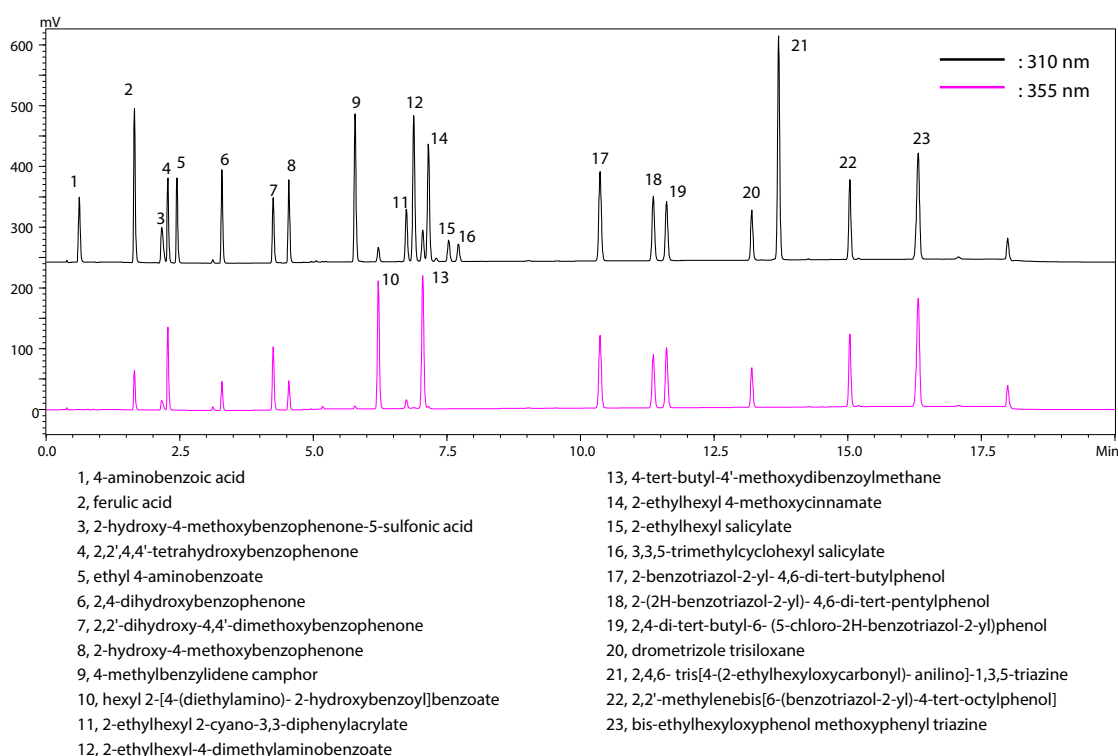 mV
600
500
400
300
200
100
0
1
2
3
4
5
6
7
8
9
10
11
12
13
14
15
16
17
18
19
20
21
22
23
: 310 nm
: 355 nm
0.0 2.5 5.0 7.5 10.0 12.5 15.0 17.5 Min
1, 4-aminobenzoic acid
2, ferulic acid
3, 2-hydroxy-4-methoxybenzophenone-5-sulfonic acid
4, 2,2',4,4'-tetrahydroxybenzophenone
5, ethyl 4-aminobenzoate
6, 2,4-dihydroxybenzophenone
7, 2,2'-dihydroxy-4,4'-dimethoxybenzophenone
8, 2-hydroxy-4-methoxybenzophenone
9, 4-methylbenzylidene camphor
10, hexyl 2-[4-(diethylamino)- 2-hydroxybenzoyl]benzoate
11, 2-ethylhexyl 2-cyano-3,3-diphenylacrylate
12, 2-ethylhexyl-4-dimethylaminobenzoate
13, 4-tert-butyl-4'-methoxydibenzoylmethane
14, 2-ethylhexyl 4-methoxycinnamate
15, 2-ethylhexyl salicylate
16, 3,3,5-trimethylcyclohexyl salicylate
17, 2-benzotriazol-2-yl- 4,6-di-tert-butylphenol
18, 2-(2H-benzotriazol-2-yl)- 4,6-di-tert-pentylphenol
19, 2,4-di-tert-butyl-6- (5-chloro-2H-benzotriazol-2-yl)phenol
20, drometrizole trisiloxane
21, 2,4,6- tris[4-(2-ethylhexyloxycarbonyl)- anilino]-1,3,5-triazine
22, 2,2'-methylenebis[6-(benzotriazol-2-yl)-4-tert-octylphenol]
23, bis-ethylhexyloxyphenol methoxyphenyl triazine